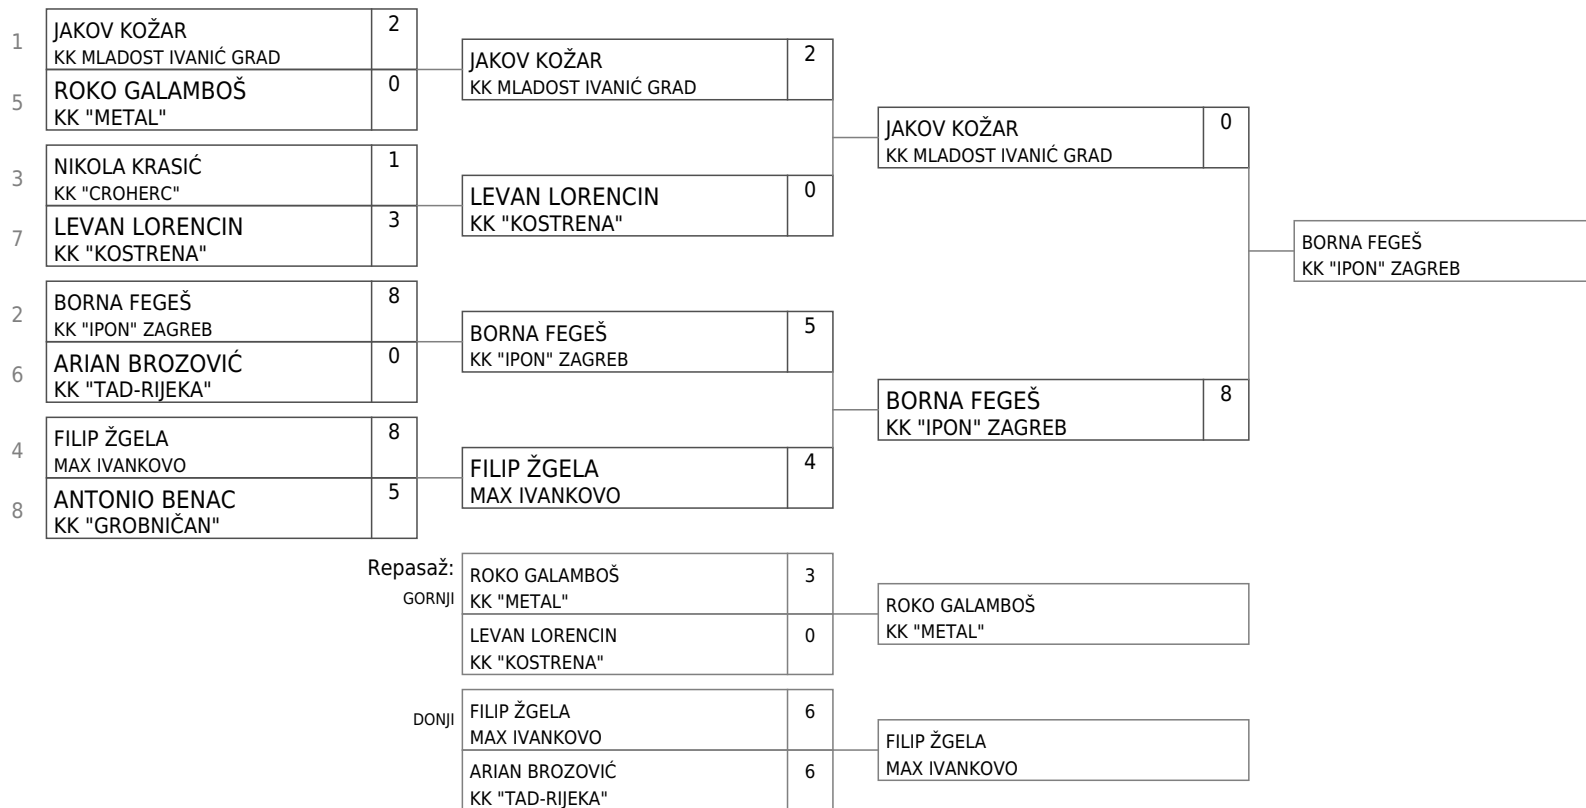 1
JAKOV KOŽAR
KK MLADOST IVANIĆ GRAD
2
5
ROKO GALAMBOŠ
KK "METAL"
0
3
NIKOLA KRASIĆ
KK "CROHERC"
1
7
LEVAN LORENCIN
KK "KOSTRENA"
3
2
BORNA FEGEŠ
KK "IPON" ZAGREB
8
6
ARIAN BROZOVIĆ
KK "TAD-RIJEKA"
0
4
FILIP ŽGELA
MAX IVANKOVO
8
8
ANTONIO BENAC
KK "GROBNIČAN"
5
JAKOV KOŽAR
KK MLADOST IVANIĆ GRAD
2
LEVAN LORENCIN
KK "KOSTRENA"
0
BORNA FEGEŠ
KK "IPON" ZAGREB
5
FILIP ŽGELA
MAX IVANKOVO
4
JAKOV KOŽAR
KK MLADOST IVANIĆ GRAD
0
BORNA FEGEŠ
KK "IPON" ZAGREB
8
BORNA FEGEŠ
KK "IPON" ZAGREB
Repasaž:
GORNJI
ROKO GALAMBOŠ
KK "METAL"
3
LEVAN LORENCIN
KK "KOSTRENA"
0
ROKO GALAMBOŠ
KK "METAL"
DONJI
FILIP ŽGELA
MAX IVANKOVO
6
ARIAN BROZOVIĆ
KK "TAD-RIJEKA"
6
FILIP ŽGELA
MAX IVANKOVO